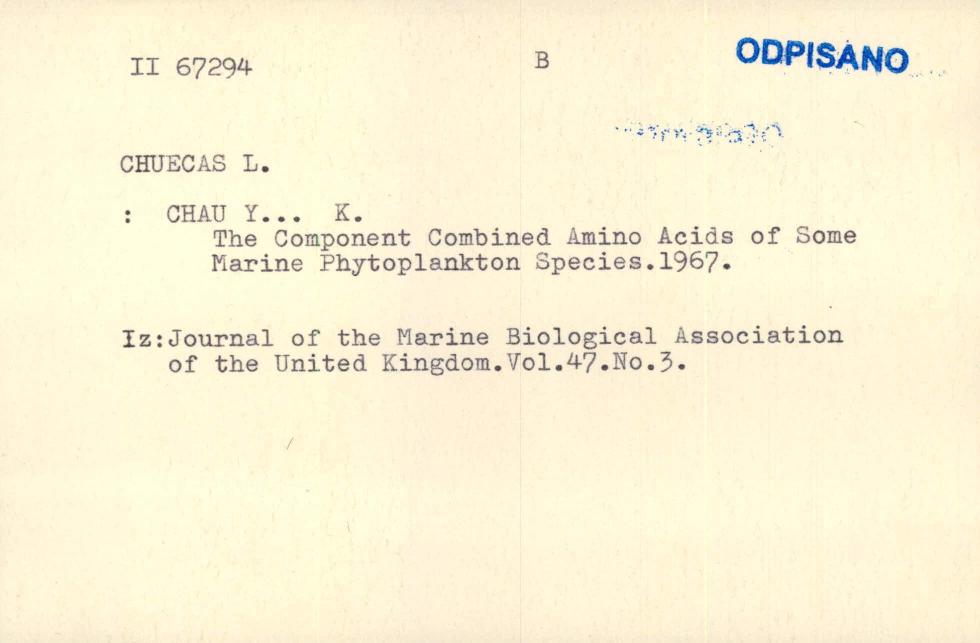 II 67294 B ODPISANO
CHUECAS L.
: CHAU Y... K.
The Component Combined Amino Acids of Some
Marine Phytoplankton Species.1967.
Iz:Journal of the Marine Biological Association
of the United Kingdom.Vol.47.No.3.